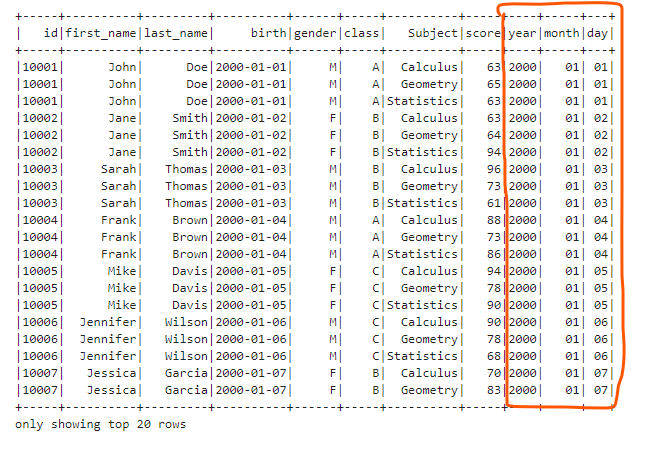 +-----+----------+---------+----------+------+-----+----------+-----+----+-----+---+
|   id|first_name|last_name|     birth|gender|class|   Subject|score|year|month|day|
+-----+----------+---------+----------+------+-----+----------+-----+----+-----+---+
|10001|      John|      Doe|2000-01-01|     M|    A|  Calculus|   63|2000|   01| 01|
|10001|      John|      Doe|2000-01-01|     M|    A|  Geometry|   65|2000|   01| 01|
|10001|      John|      Doe|2000-01-01|     M|    A|Statistics|   63|2000|   01| 01|
|10002|      Jane|    Smith|2000-01-02|     F|    B|  Calculus|   63|2000|   01| 02|
|10002|      Jane|    Smith|2000-01-02|     F|    B|  Geometry|   64|2000|   01| 02|
|10002|      Jane|    Smith|2000-01-02|     F|    B|Statistics|   94|2000|   01| 02|
|10003|     Sarah|   Thomas|2000-01-03|     M|    B|  Calculus|   96|2000|   01| 03|
|10003|     Sarah|   Thomas|2000-01-03|     M|    B|  Geometry|   73|2000|   01| 03|
|10003|     Sarah|   Thomas|2000-01-03|     M|    B|Statistics|   61|2000|   01| 03|
|10004|     Frank|    Brown|2000-01-04|     M|    A|  Calculus|   88|2000|   01| 04|
|10004|     Frank|    Brown|2000-01-04|     M|    A|  Geometry|   73|2000|   01| 04|
|10004|     Frank|    Brown|2000-01-04|     M|    A|Statistics|   86|2000|   01| 04|
|10005|      Mike|    Davis|2000-01-05|     F|    C|  Calculus|   94|2000|   01| 05|
|10005|      Mike|    Davis|2000-01-05|     F|    C|  Geometry|   78|2000|   01| 05|
|10005|      Mike|    Davis|2000-01-05|     F|    C|Statistics|   90|2000|   01| 05|
|10006|  Jennifer|   Wilson|2000-01-06|     M|    C|  Calculus|   90|2000|   01| 06|
|10006|  Jennifer|   Wilson|2000-01-06|     M|    C|  Geometry|   78|2000|   01| 06|
|10006|  Jennifer|   Wilson|2000-01-06|     M|    C|Statistics|   68|2000|   01| 06|
|10007|   Jessica|   Garcia|2000-01-07|     F|    B|  Calculus|   70|2000|   01| 07|
|10007|   Jessica|   Garcia|2000-01-07|     F|    B|  Geometry|   83|2000|   01| 07|
+-----+----------+---------+----------+------+-----+----------+-----+----+-----+---+
only showing top 20 rows